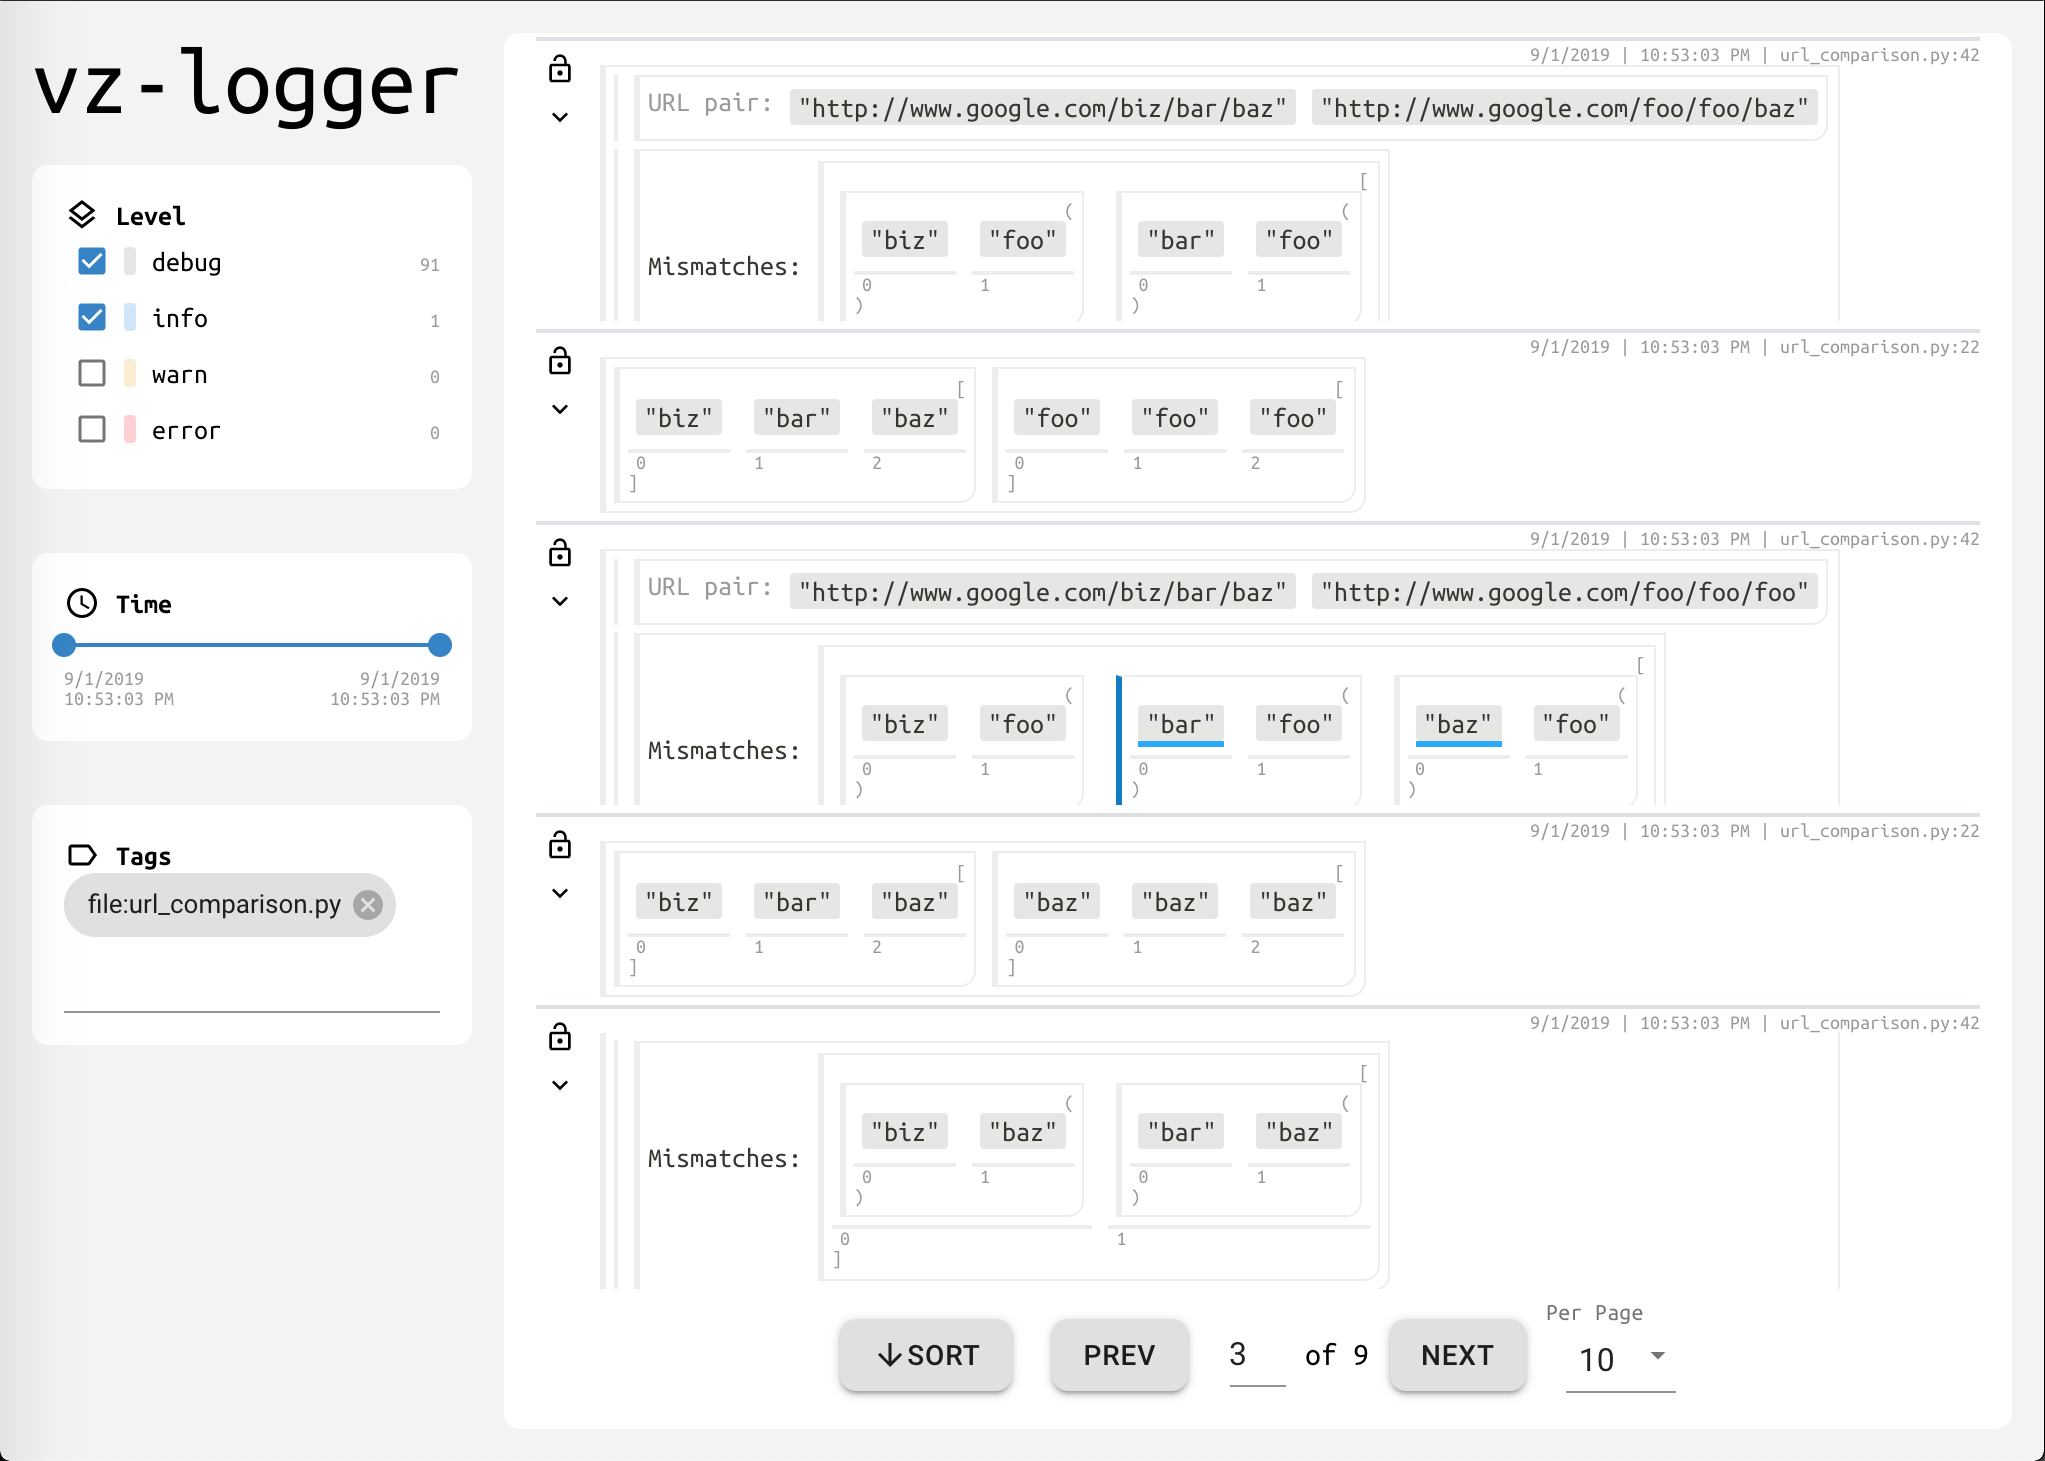 vz-logger
Level
debug 91
info 1
warn 0
error 0
Time
9/1/2019 9/1/2019
10:53:03 PM 10:53:03 PM
Tags
file:url_comparison.py
9/1/2019 | 10:53:03 PM | url_comparison.py:42
URL pair: "http://www.google.com/biz/bar/baz" "http://www.google.com/foo/foo/baz"
[
( (
Mismatches: "biz" "foo" "bar" "foo"
0 1 0 1
) )
9/1/2019 | 10:53:03 PM | url_comparison.py:22
[ [
"biz" "bar" "baz" "foo" "foo" "foo"
0 1 2 0 1 2
] ]
9/1/2019 | 10:53:03 PM | url_comparison.py:42
URL pair: "http://www.google.com/biz/bar/baz" "http://www.google.com/foo/foo/foo"
[
( ( (
Mismatches: "biz" "foo" "bar" "foo" "baz" "foo"
0 1 0 1 0 1
) ) )
9/1/2019 | 10:53:03 PM | url_comparison.py:22
[ [
"biz" "bar" "baz" "baz" "baz" "baz"
0 1 2 0 1 2
] ]
9/1/2019 | 10:53:03 PM | url_comparison.py:42
[
( (
Mismatches: "biz" "baz" "bar" "baz"
0 1 0 1
) )
0 1
]
Per Page
↓SORT PREV 3 of 9 NEXT 10